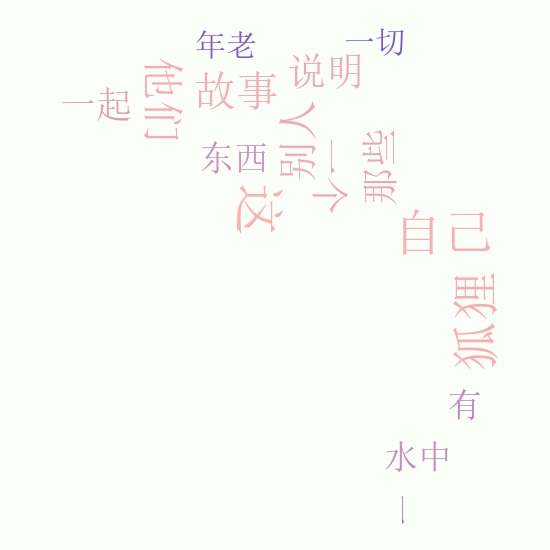 年老
一切
说明
他们
故事
一起
别人
那些
东西
一个
这
自己
狐狸
有
水中
一